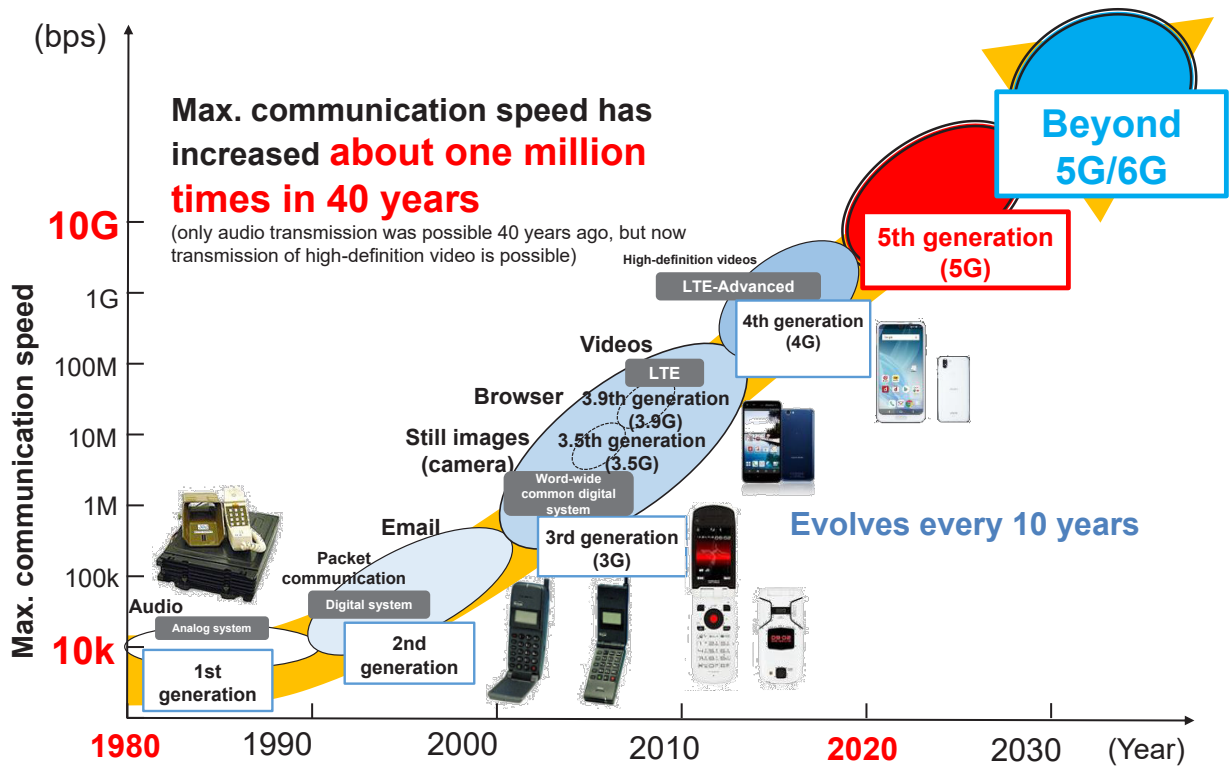 (bps)
Max. communication speed has
increased about one million
times in 40 years
(only audio transmission was possible 40 years ago, but now
transmission of high-definition video is possible)
Beyond
5G/6G
10G
5th generation
(5G)
High-definition videos
LTE-Advanced
1G
4th generation
(4G)
Videos
100M
LTE
Browser
3.9th generation
(3.9G)
Still images
(camera)
10M
3.5th generation
(3.5G)
Word-wide
common digital
system
1M
3rd generation
(3G)
Evolves every 10 years
Email
Packet
communication
100k
Digital system
2nd
generation
Audio
Analog system
10k
1st
generation
Max. communication speed
1980
1990
2000
2010
2020
2030
(Year)